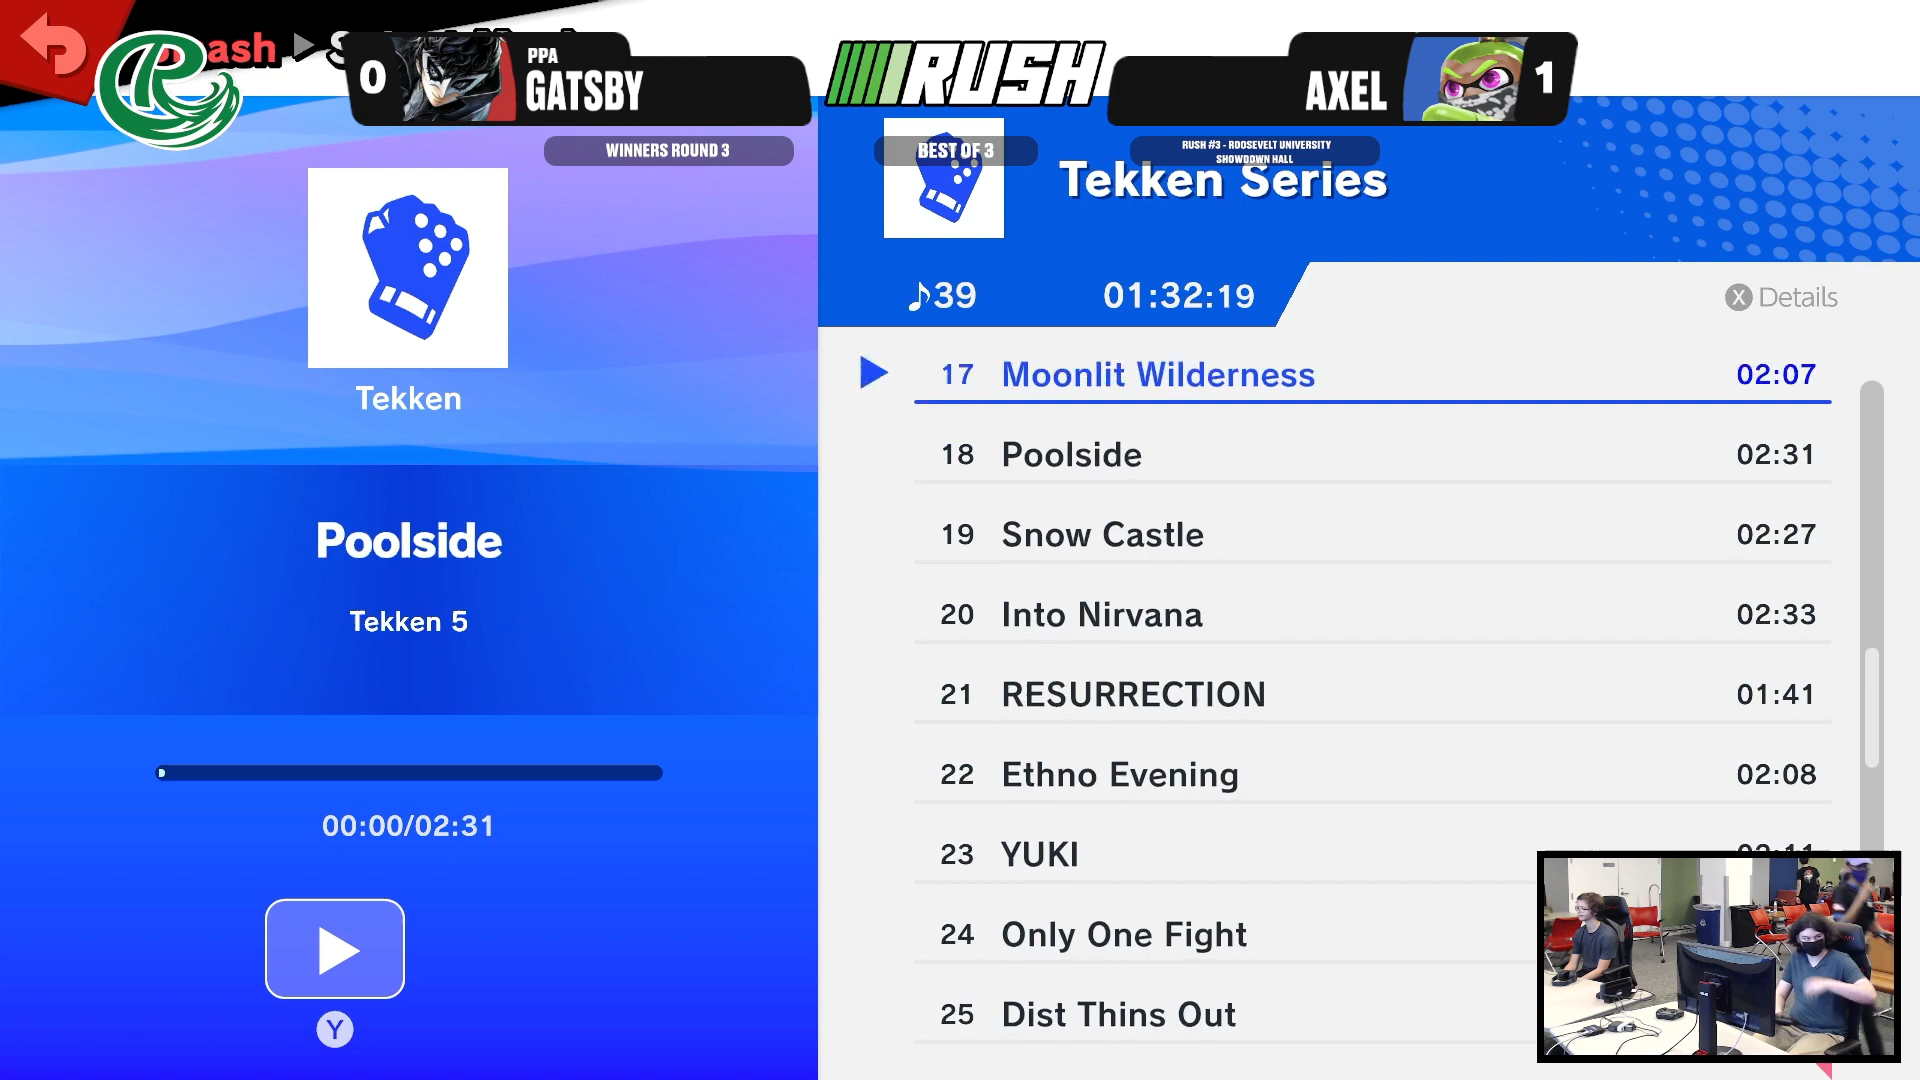 ash
0
PPA
GATSBY
RUSH
AXEL
1
WINNERS ROUND 3
BEST OF 3
RUSH #3 - ROOSEVELT UNIVERSITY
SHOWDOWN HALL
Tekken Series
39
01:32:19
X Details
Tekken
Poolside
Tekken 5
00:00/02:31
Y
17 Moonlit Wilderness 02:07
18 Poolside 02:31
19 Snow Castle 02:27
20 Into Nirvana 02:33
21 RESURRECTION 01:41
22 Ethno Evening 02:08
23 YUKI
24 Only One Fight
25 Dist Thins Out